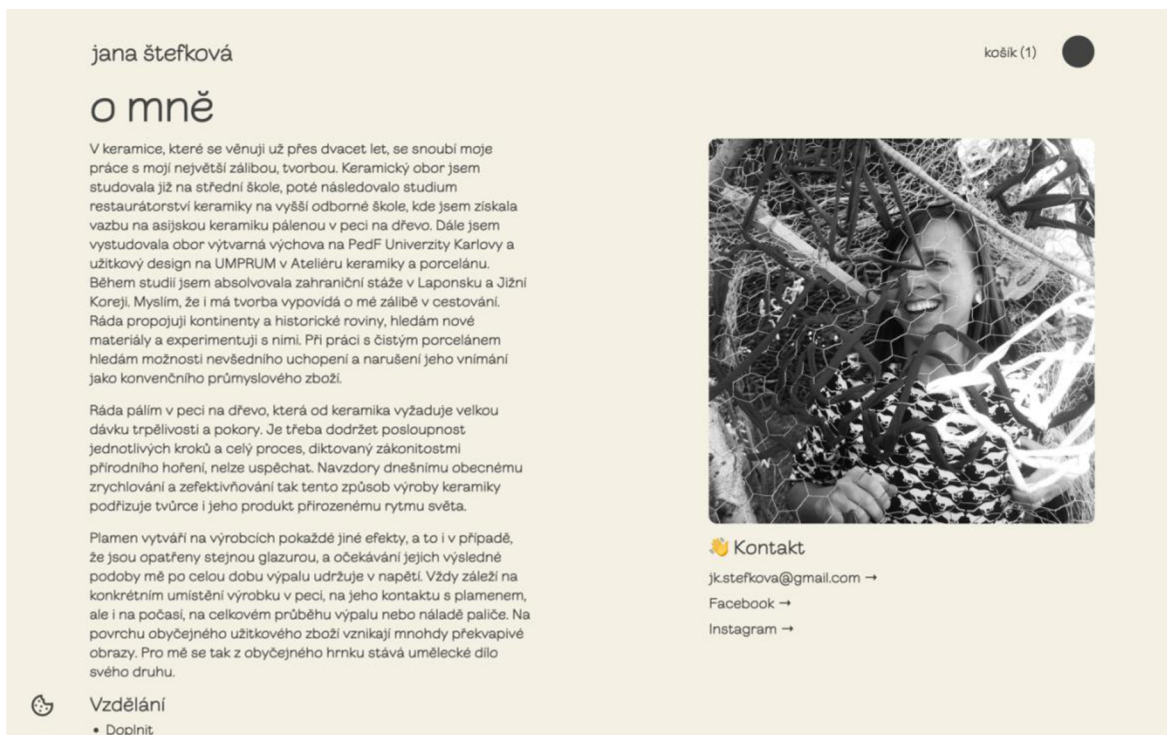 jana štefková
košík (1)
o mně
V keramice, které se věnuji už přes dvacet let, se snoubí moje
práce s mojí největší zálibou, tvorbou. Keramický obor jsem
studovala již na střední škole, poté následovalo studium
restaurátorství keramiky na vyšší odborné škole, kde jsem získala
vazbu na asijskou keramiku pálenou v peci na dřevo. Dále jsem
vystudovala obor výtvarná výchova na PedF Univerzity Karlovy a
užitkový design na UMPRUM v Ateliéru keramiky a porcelánu.
Během studií jsem absolvovala zahraniční stáže v Laponsku a Jižní
Koreji. Myslím, že i má tvorba vypovídá o mé zálibě v cestování.
Ráda propojuji kontinenty a historické roviny, hledám nové
materiály a experimentuji s nimi. Při práci s čistým porcelánem
hledám možnosti nevšedního uchopení a narušení jeho vnímání
jako konvenčního průmyslového zboží.
Ráda pálím v peci na dřevo, která od keramika vyžaduje velkou
dávku trpělivosti a pokory. Je třeba dodržet posloupnost
jednotlivých kroků a celý proces, diktovaný zákonitostmi
přírodního hoření, nelze uspěchat. Navzdory dnešnímu obecnému
zrychlování a zefektivňování tak tento způsob výroby keramiky
podřizuje tvůrce i jeho produkt přirozenému rytmu světa.
Plamen vytváří na výrobcích pokaždé jiné efekty, a to i v případě,
že jsou opatřeny stejnou glazurou, a očekávání jejich výsledné
podoby mě po celou dobu výpalu udržuje v napětí. Vždy záleží na
konkrétním umístění výrobku v peci, na jeho kontaktu s plamenem,
ale i na počasí, na celkovém průběhu výpalu nebo náladě paliče. Na
povrchu obyčejného užitkového zboží vznikají mnohdy překvapivé
obrazy. Pro mě se tak z obyčejného hrnku stává umělecké dílo
svého druhu.
Vzdělání
• Doplnit
👋 Kontakt
jk.stefkova@gmail.com →
Facebook →
Instagram →